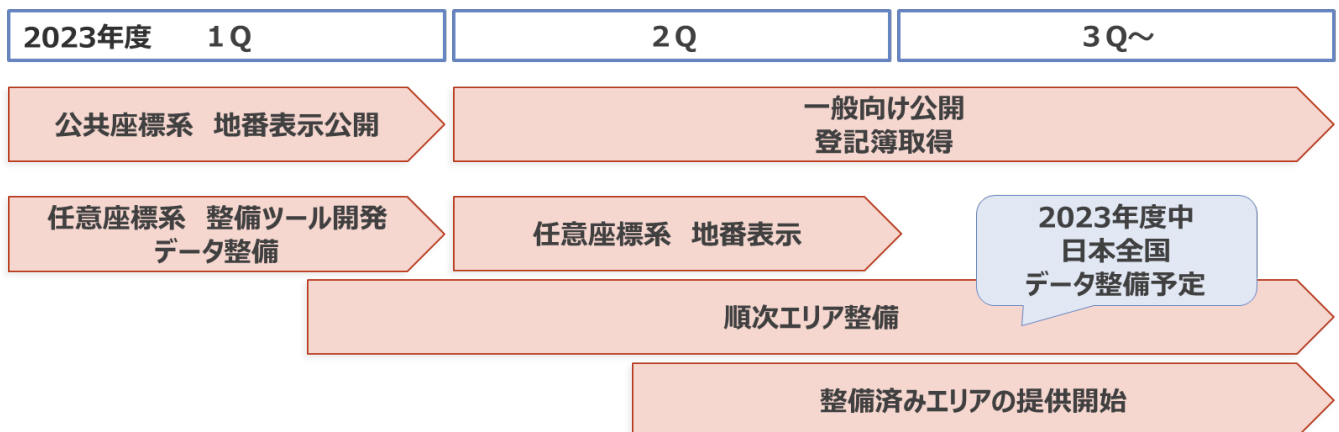 2023年度　1Q
2Q
3Q～
公共座標系　地番表示公開
一般向け公開
登記簿取得
任意座標系　整備ツール開発
データ整備
任意座標系　地番表示
2023年度中
日本全国
データ整備予定
順次エリア整備
整備済みエリアの提供開始